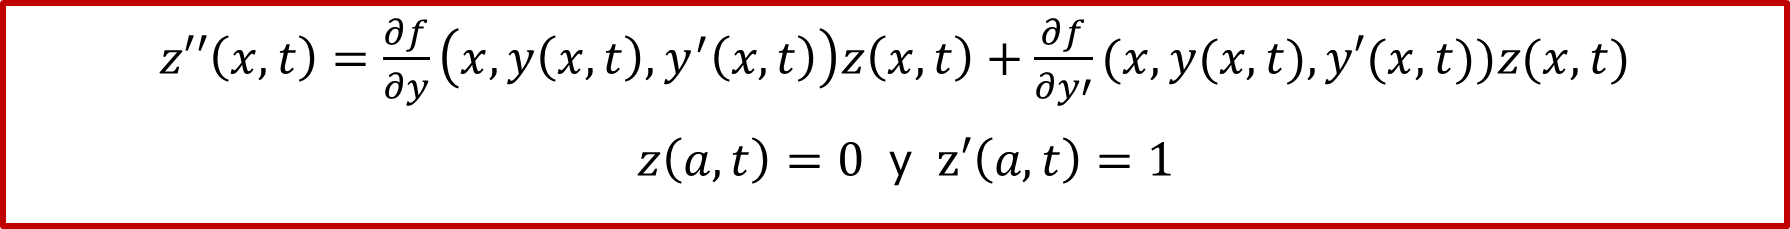 z′′(x, t) = ∂f/∂y (x, y(x, t), y′(x, t))z(x, t) + ∂f/∂y′ (x, y(x, t), y′(x, t))z(x, t)
z(a, t) = 0 y z′(a, t) = 1